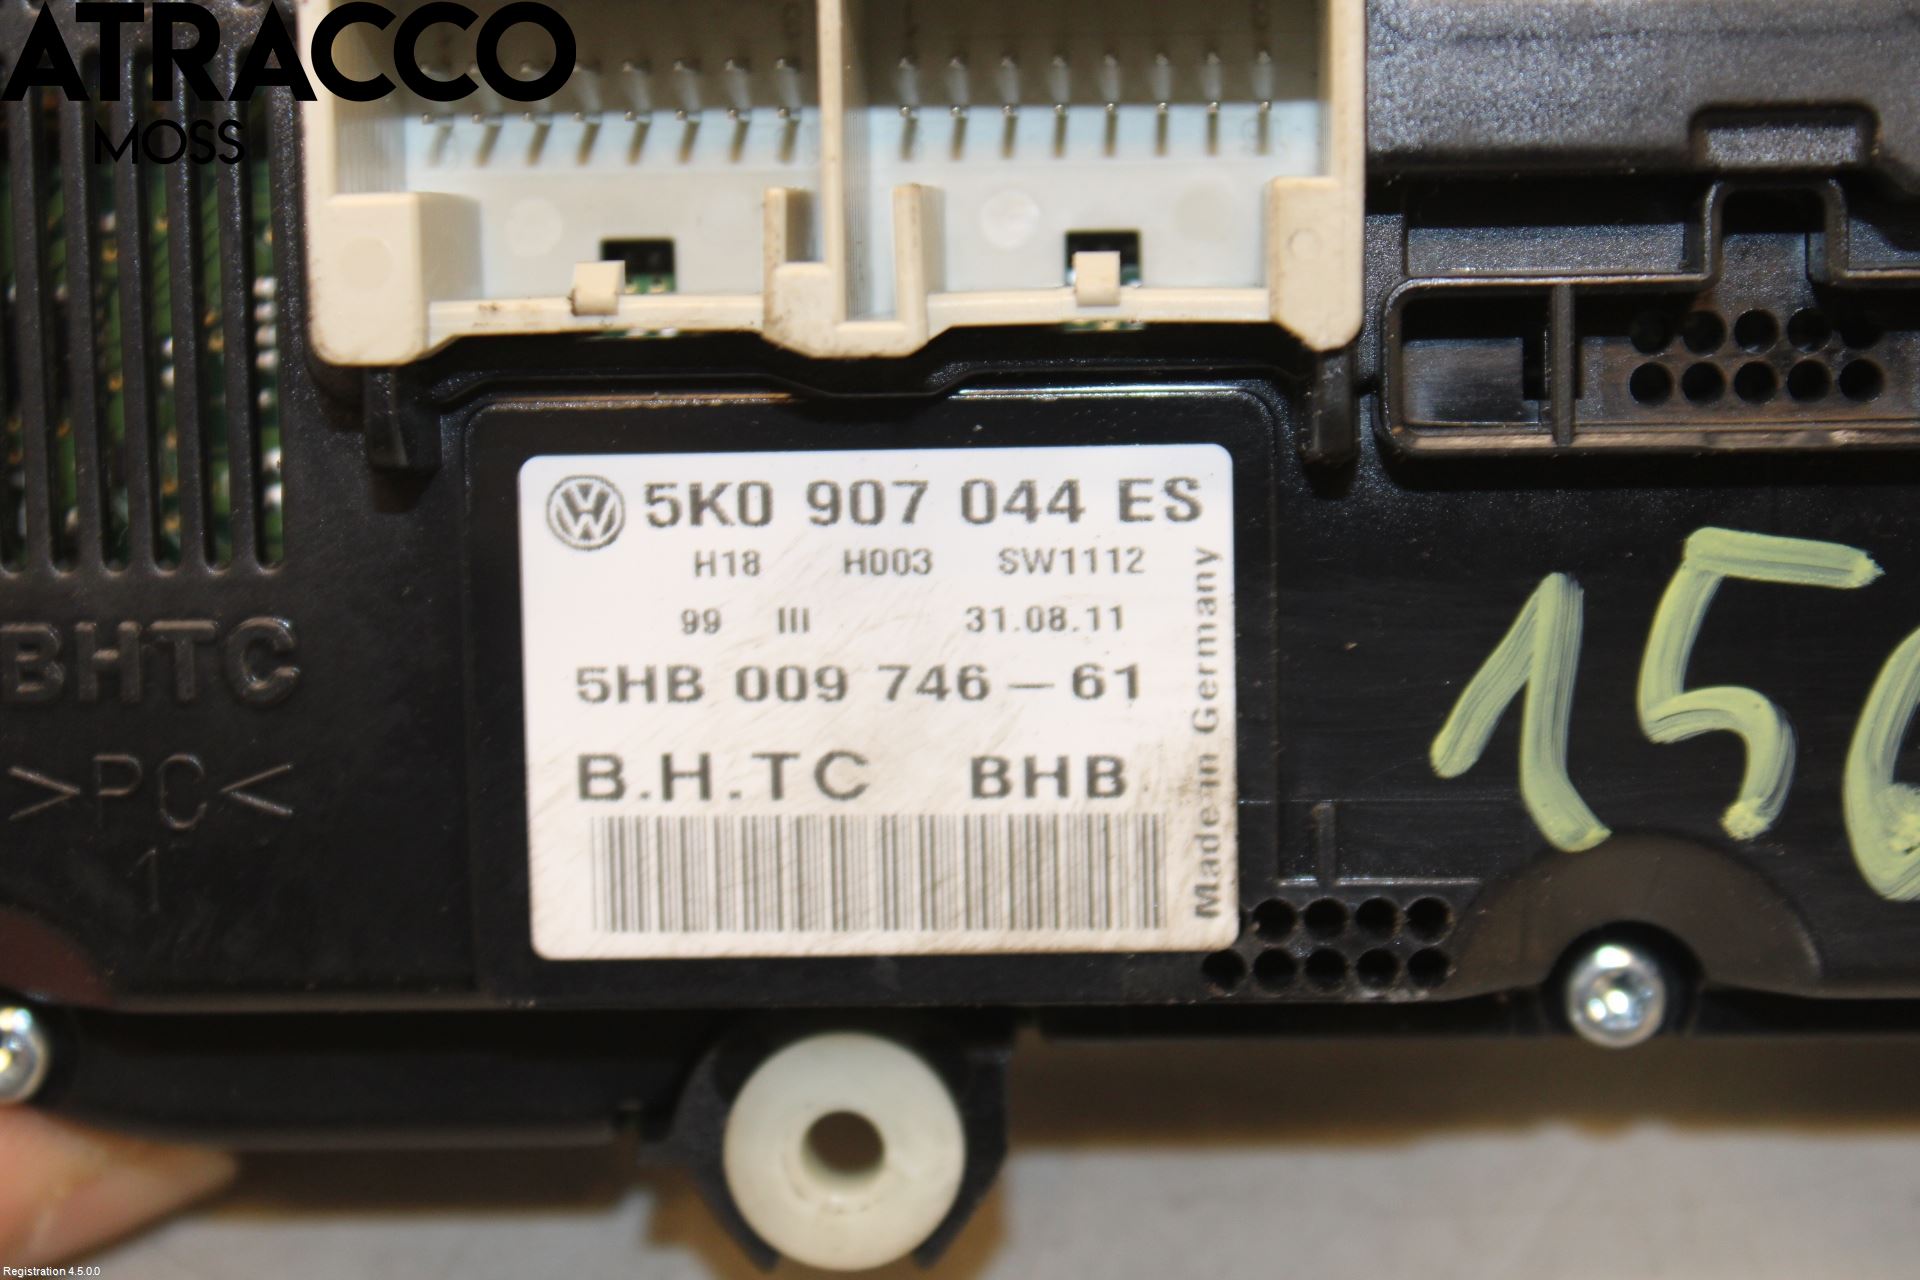 ATRACCO
MOSS
5K0 907 044 ES
H18 H003 SW1112
99 III 31.08.11
5HB 009 746-61
B.H.TC BHB
Made in Germany
BHTC
>PC<
1
15
Registration 4.5.0.0